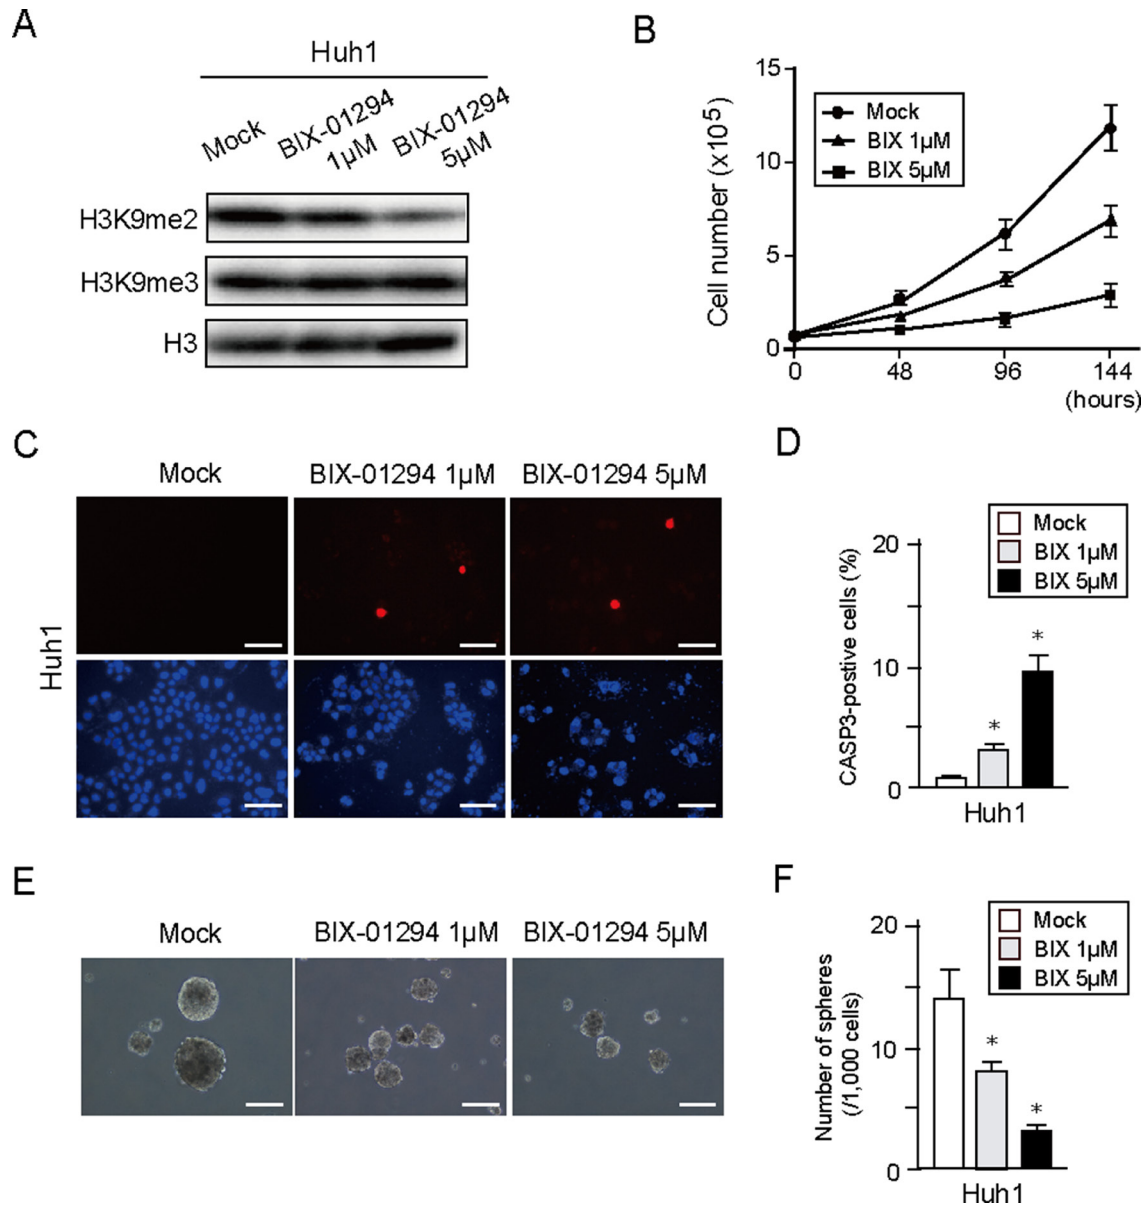 A
Huh1
Mock
BIX-01294
1µM
BIX-01294
5µM
H3K9me2
H3K9me3
H3
B
Cell number (x10⁵)
15
10
5
0
Mock
BIX 1µM
BIX 5µM
0 48 96 144
(hours)
C
Mock
BIX-01294 1µM
BIX-01294 5µM
Huh1
D
CASP3-postive cells (%)
20
10
0
Mock
BIX 1µM
BIX 5µM
*
*
Huh1
E
Mock
BIX-01294 1µM
BIX-01294 5µM
F
Number of spheres
(/1,000 cells)
20
10
0
Mock
BIX 1µM
BIX 5µM
*
*
Huh1